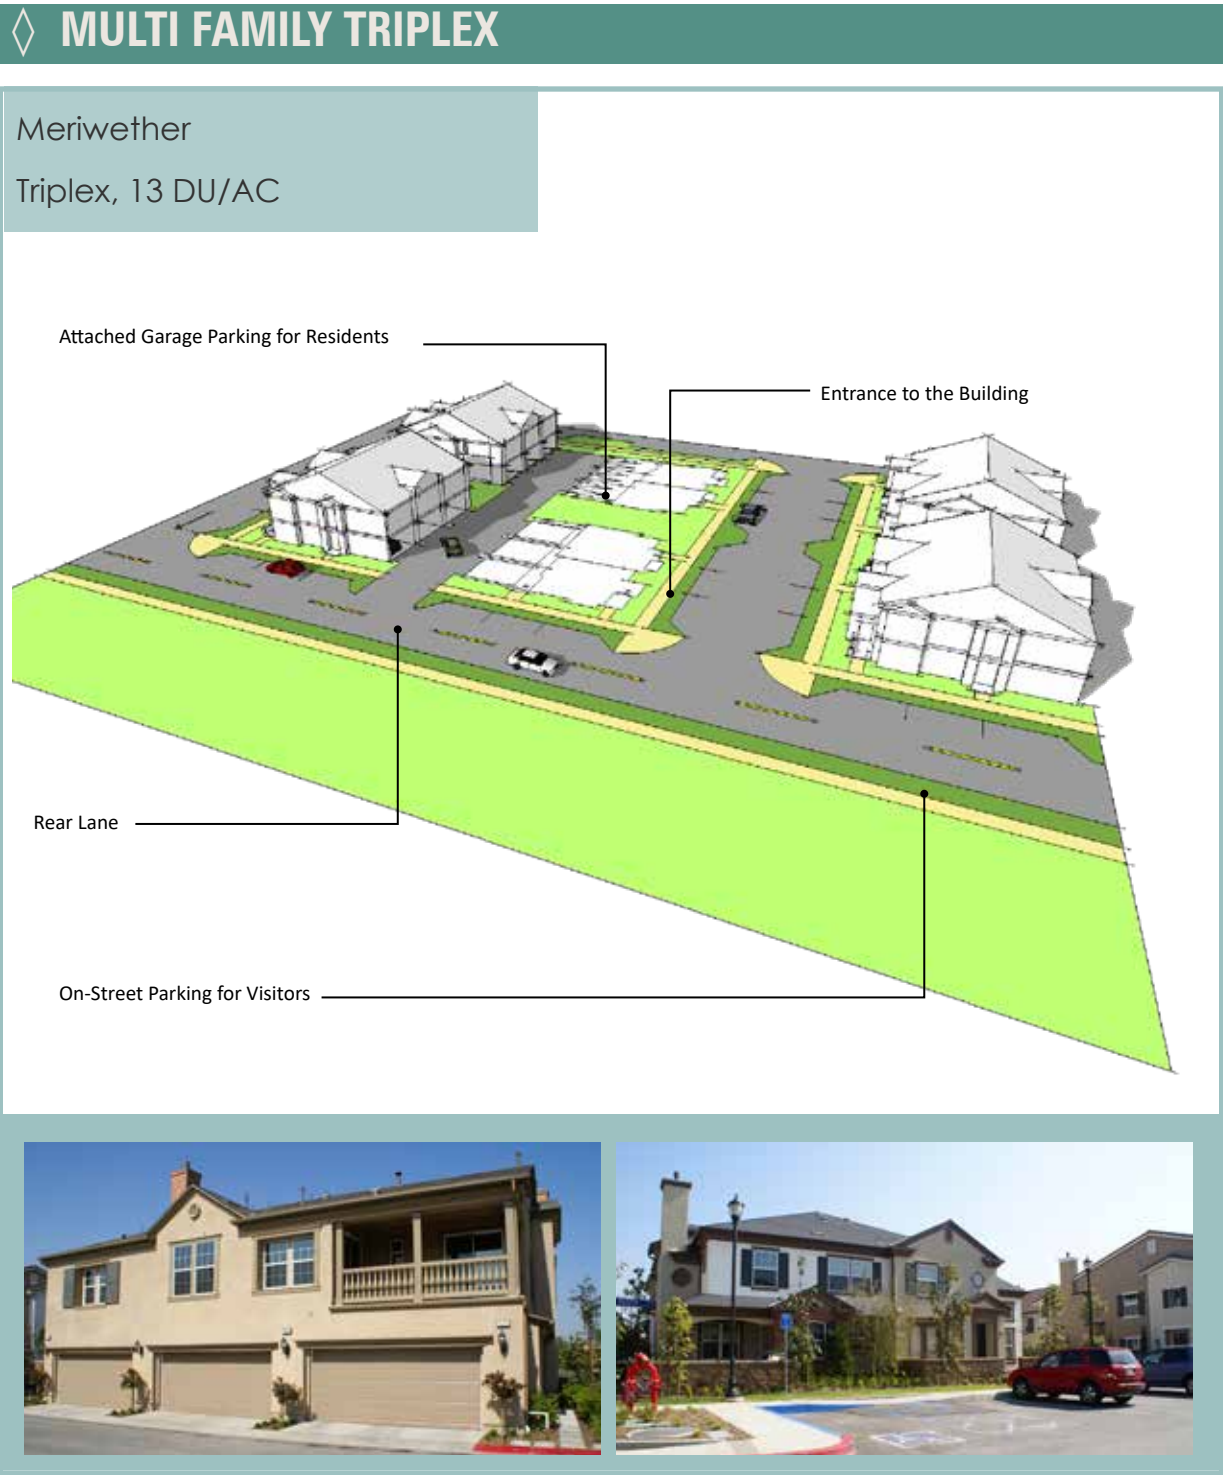 MULTI FAMILY TRIPLEX
Meriwether
Triplex, 13 DU/AC
Attached Garage Parking for Residents
Entrance to the Building
Rear Lane
On-Street Parking for Visitors